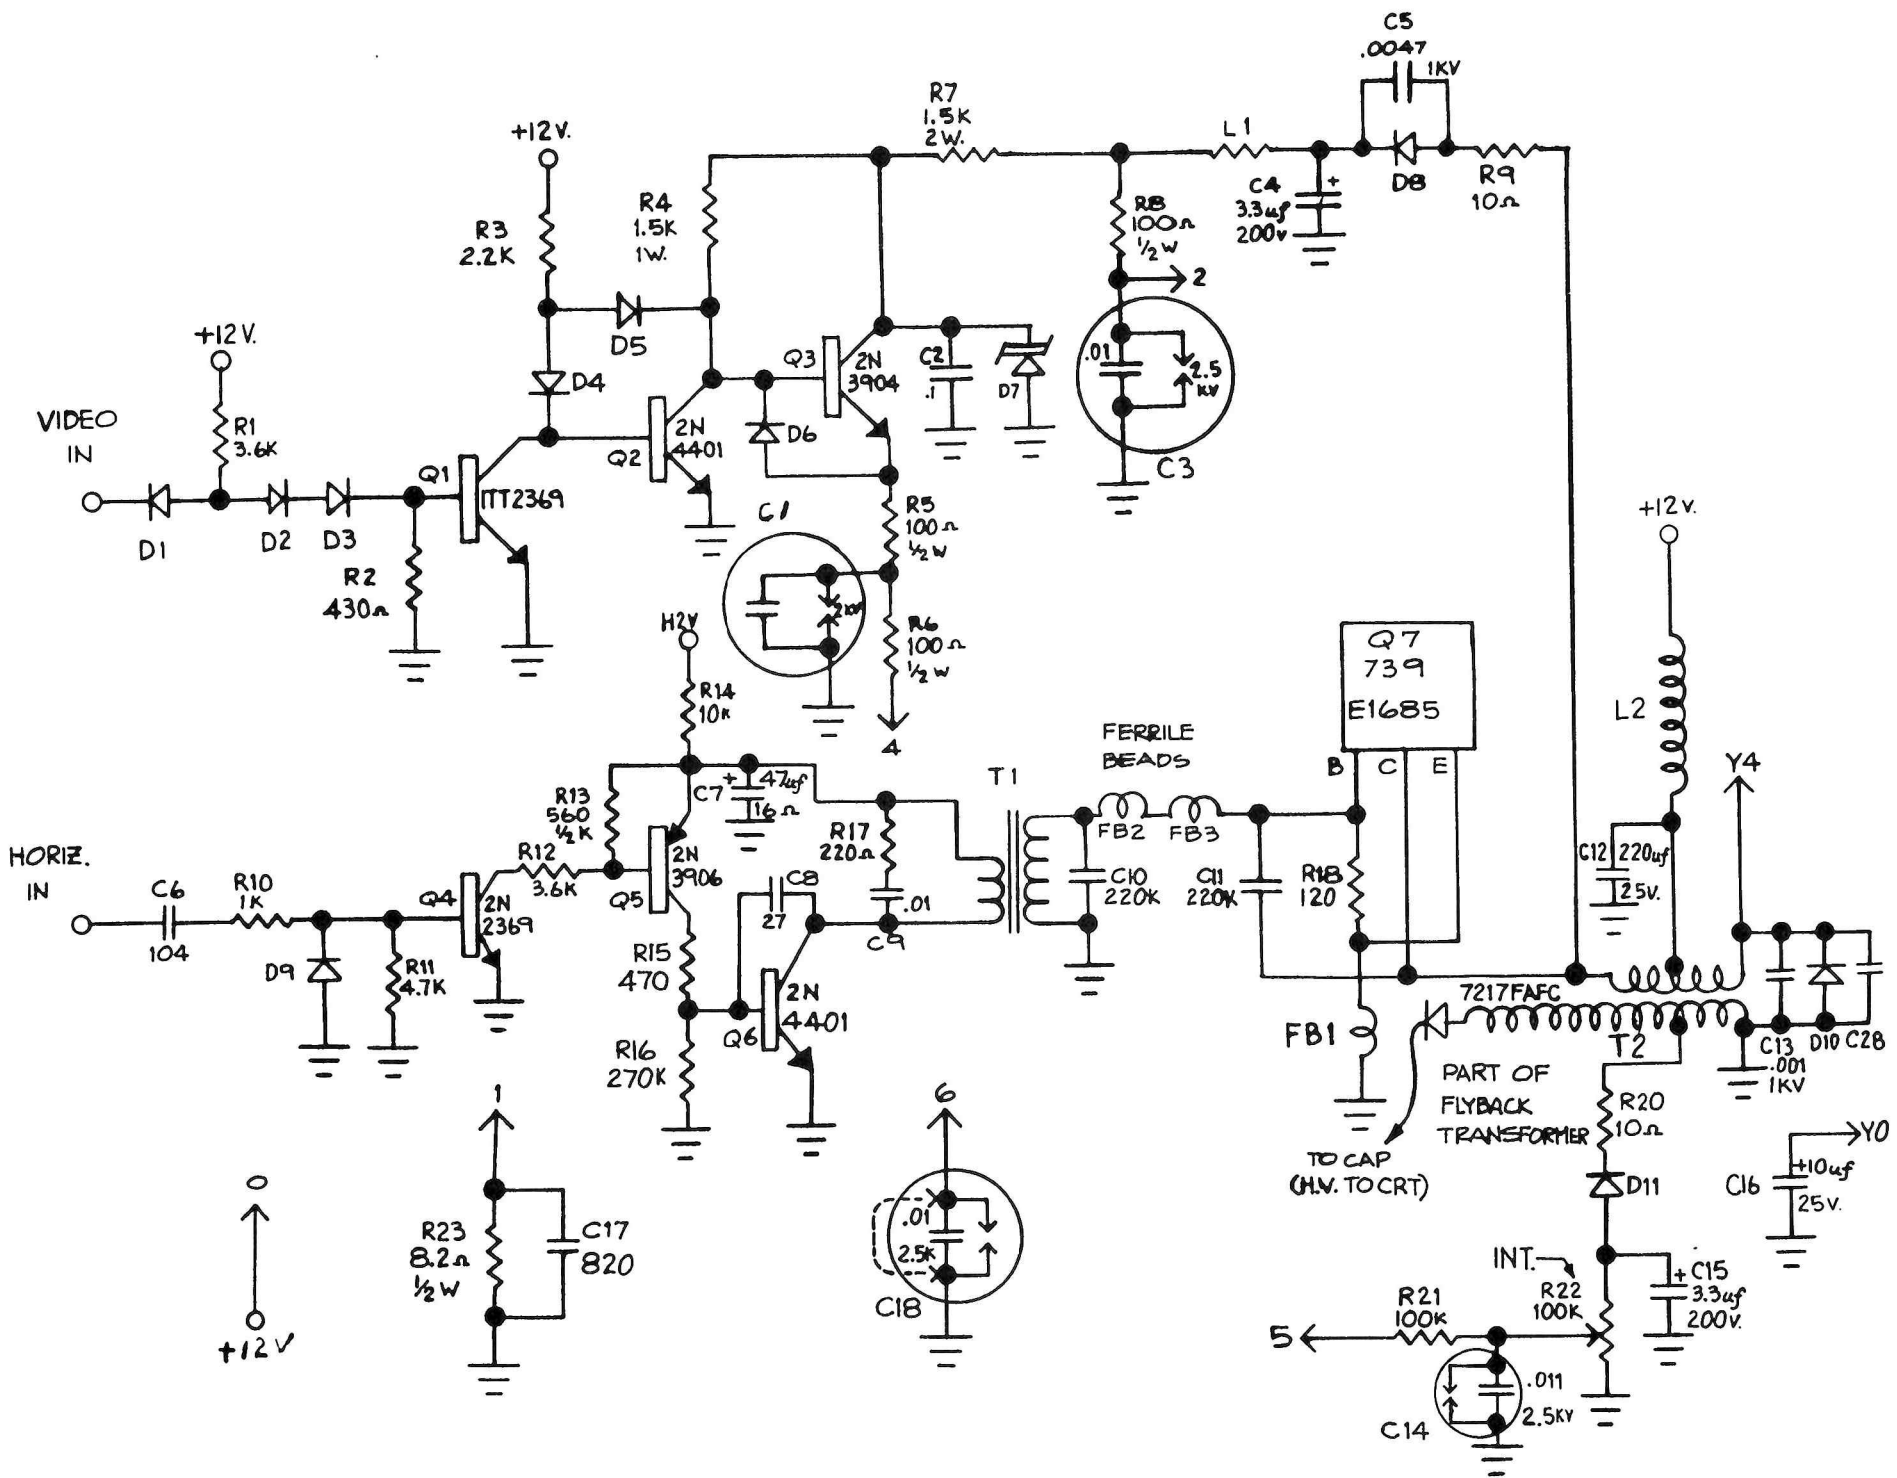 C5
.0047
1KV
R7
1.5K
2W.
L1
D8
R9
10Ω
C4
+
3.3uf
200V
+12V.
R3
2.2K
R4
1.5K
1W.
R8
100Ω
½W
2
D5
+12V.
Q3
2N
3904
C2
.1
D7
.01
2.5
KV
C3
D4
VIDEO
IN
R1
3.6K
D6
2N
4401
Q2
Q1
ITT2369
D1
D2
D3
C1
R5
100Ω
½W
R2
430Ω
2KV
R6
100Ω
½W
4
H2V
R14
10K
+12V.
L2
Q7
739
E1685
B
C
E
FERRILE
BEADS
Y4
T1
R13
560
½K
+
C7
47uf
16Ω
R17
220Ω
FB2
FB3
C12
220uf
25V.
HORIZ.
IN
C6
104
R10
1K
R12
3.6K
Q4
2N
2369
Q5
2N
3906
C8
27
.01
C9
C10
220K
C11
220K
R18
120
D9
R11
4.7K
R15
470
2N
4401
Q6
R16
270K
7217FAFC
T2
FB1
C13
.001
1KV
D10
C28
PART OF
FLYBACK
TRANSFORMER
TO CAP
(H.V. TO CRT)
R20
10Ω
D11
Y0
+10uf
C16
25V.
1
6
0
+12V
R23
8.2Ω
½W
C17
820
.01
2.5K
C18
INT.
R22
100K
+
C15
3.3uf
200V.
5
R21
100K
.011
2.5KV
C14